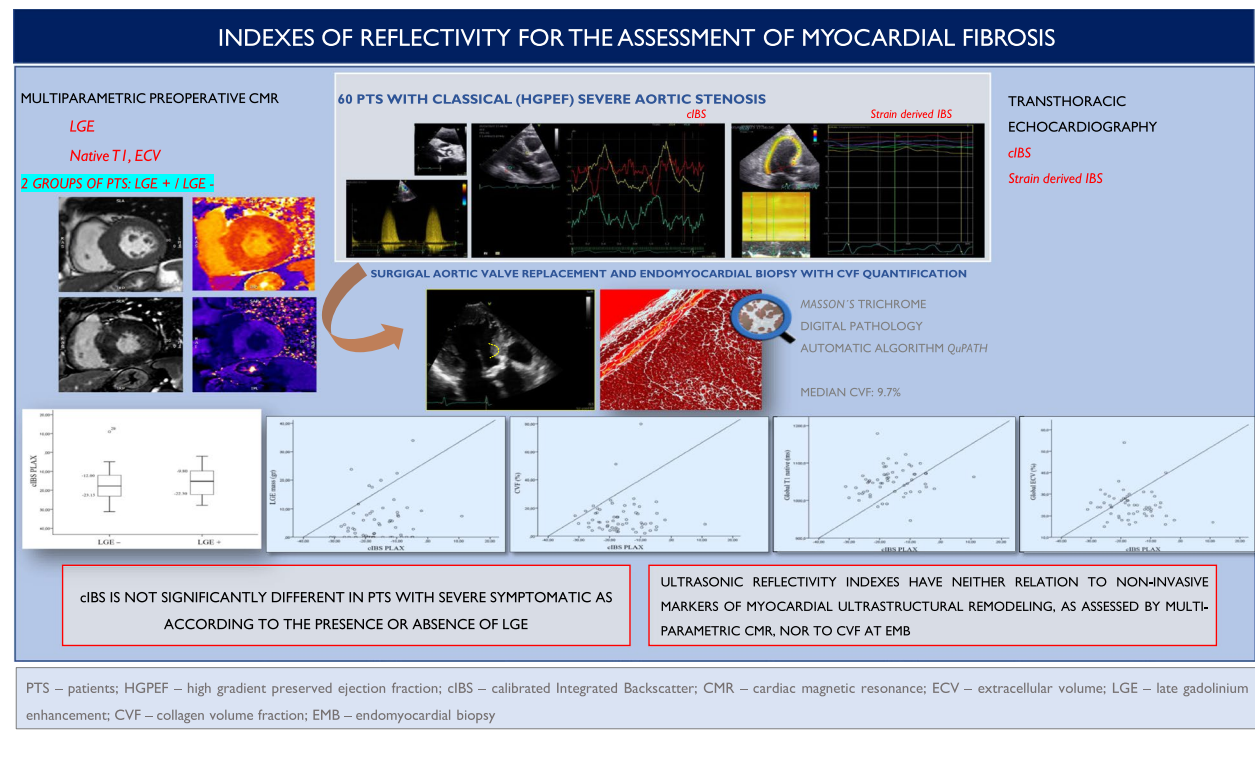 INDEXES OF REFLECTIVITY FOR THE ASSESSMENT OF MYOCARDIAL FIBROSIS
MULTIPARAMETRIC PREOPERATIVE CMR
LGE
Native T1, ECV
2 GROUPS OF PTS: LGE + / LGE -
60 PTS WITH CLASSICAL (HGPEF) SEVERE AORTIC STENOSIS
cIBS
Strain derived IBS
TRANSTHORACIC
ECHOCARDIOGRAPHY
cIBS
Strain derived IBS
SURGIGAL AORTIC VALVE REPLACEMENT AND ENDOMYOCARDIAL BIOPSY WITH CVF QUANTIFICATION
MASSON´S TRICHROME
DIGITAL PATHOLOGY
AUTOMATIC ALGORITHM QuPATH
MEDIAN CVF: 9.7%
cIBS PLAX
LGE –
LGE +
LGE mass (gr)
cIBS PLAX
CVF (%)
cIBS PLAX
Global T1 native (ms)
cIBS PLAX
Global ECV (%)
cIBS PLAX
cIBS IS NOT SIGNIFICANTLY DIFFERENT IN PTS WITH SEVERE SYMPTOMATIC AS
ACCORDING TO THE PRESENCE OR ABSENCE OF LGE
ULTRASONIC REFLECTIVITY INDEXES HAVE NEITHER RELATION TO NON-INVASIVE
MARKERS OF MYOCARDIAL ULTRASTRUCTURAL REMODELING, AS ASSESSED BY MULTI-
PARAMETRIC CMR, NOR TO CVF AT EMB
PTS – patients; HGPEF – high gradient preserved ejection fraction; cIBS – calibrated Integrated Backscatter; CMR – cardiac magnetic resonance; ECV – extracellular volume; LGE – late gadolinium
enhancement; CVF – collagen volume fraction; EMB – endomyocardial biopsy